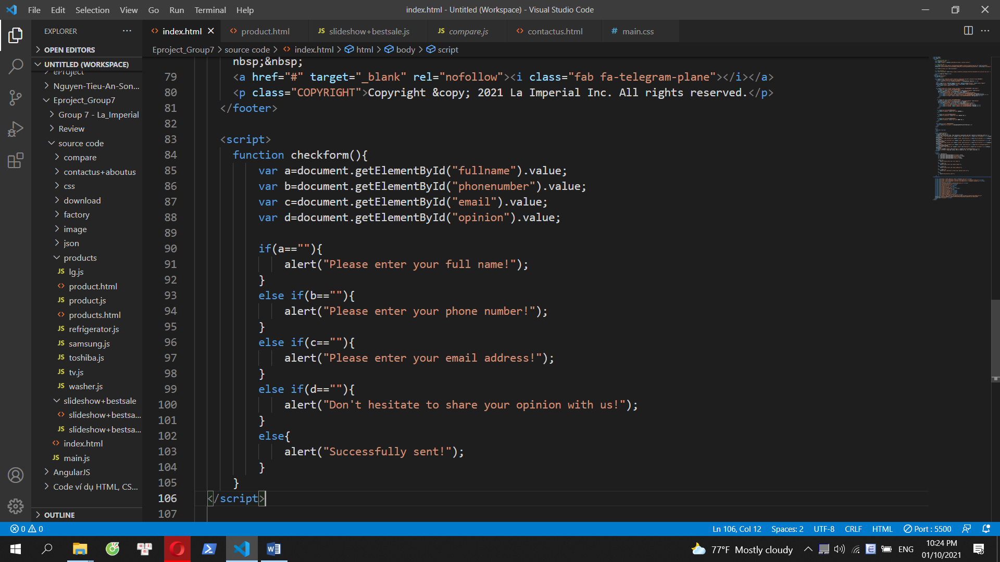 File Edit Selection View Go Run Terminal Help
index.html - Untitled (Workspace) - Visual Studio Code
EXPLORER
index.html product.html slideshow+bestsale.js compare.js contactus.html main.css
OPEN EDITORS
Eproject_Group7 > source code > index.html > html > body > script
UNTITLED (WORKSPACE)
eProject
Nguyen-Tieu-An-Son...
Eproject_Group7
Group 7 - La_Imperial
Review
source code
compare
contactus+aboutus
css
download
factory
image
json
products
lg.js
product.html
product.js
products.html
refrigerator.js
samsung.js
toshiba.js
tv.js
washer.js
slideshow+bestsale
slideshow+bestsa...
slideshow+bestsa...
index.html
main.js
AngularJS
Code ví dụ HTML, CS...
OUTLINE
nbsp;&nbsp;
79 <a href="#" target="_blank" rel="nofollow"><i class="fab fa-telegram-plane"></i></a>
80 <p class="COPYRIGHT">Copyright &copy; 2021 La Imperial Inc. All rights reserved.</p>
81 </footer>
82
83 <script>
84 function checkform(){
85 var a=document.getElementById("fullname").value;
86 var b=document.getElementById("phonenumber").value;
87 var c=document.getElementById("email").value;
88 var d=document.getElementById("opinion").value;
89
90 if(a==""){
91 alert("Please enter your full name!");
92 }
93 else if(b==""){
94 alert("Please enter your phone number!");
95 }
96 else if(c==""){
97 alert("Please enter your email address!");
98 }
99 else if(d==""){
100 alert("Don't hesitate to share your opinion with us!");
101 }
102 else{
103 alert("Successfully sent!");
104 }
105 }
106 </script>
107
0 0
Ln 106, Col 12 Spaces: 2 UTF-8 CRLF HTML Port : 5500
77°F Mostly cloudy ENG
10:24 PM
01/10/2021